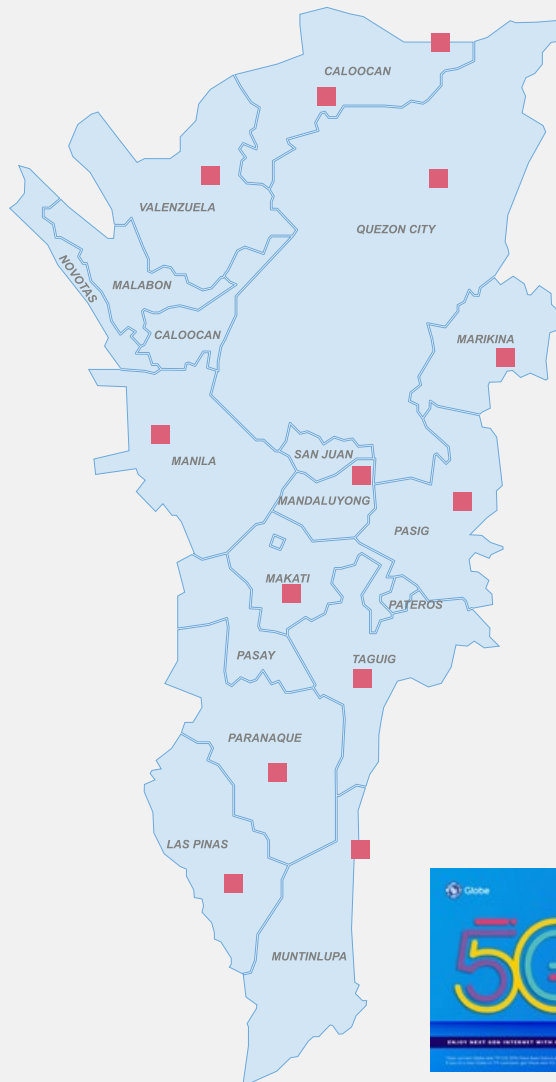 CALOOCAN
VALENZUELA
QUEZON CITY
NOVOTAS
MALABON
CALOOCAN
MARIKINA
SAN JUAN
MANILA
MANDALUYONG
PASIG
MAKATI
PATEROS
PASAY
TAGUIG
PARANAQUE
LAS PINAS
MUNTINLUPA
Globe
5G
ENJOY NEXT GEN INTERNET WITH